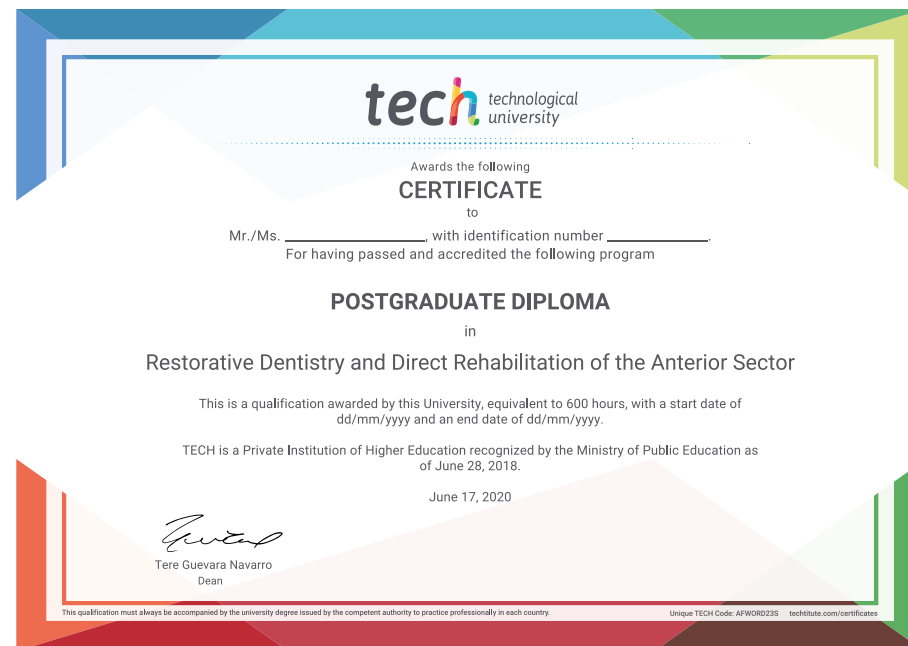 tech technological
university
Awards the following
CERTIFICATE
to
Mr./Ms. ____________________, with identification number ______________.
For having passed and accredited the following program
POSTGRADUATE DIPLOMA
in
Restorative Dentistry and Direct Rehabilitation of the Anterior Sector
This is a qualification awarded by this University, equivalent to 600 hours, with a start date of
dd/mm/yyyy and an end date of dd/mm/yyyy.
TECH is a Private Institution of Higher Education recognized by the Ministry of Public Education as
of June 28, 2018.
June 17, 2020
Tere Guevara Navarro
Dean
This qualification must always be accompanied by the university degree issued by the competent authority to practice professionally in each country. Unique TECH Code: AFWORD23S techtitute.com/certificates